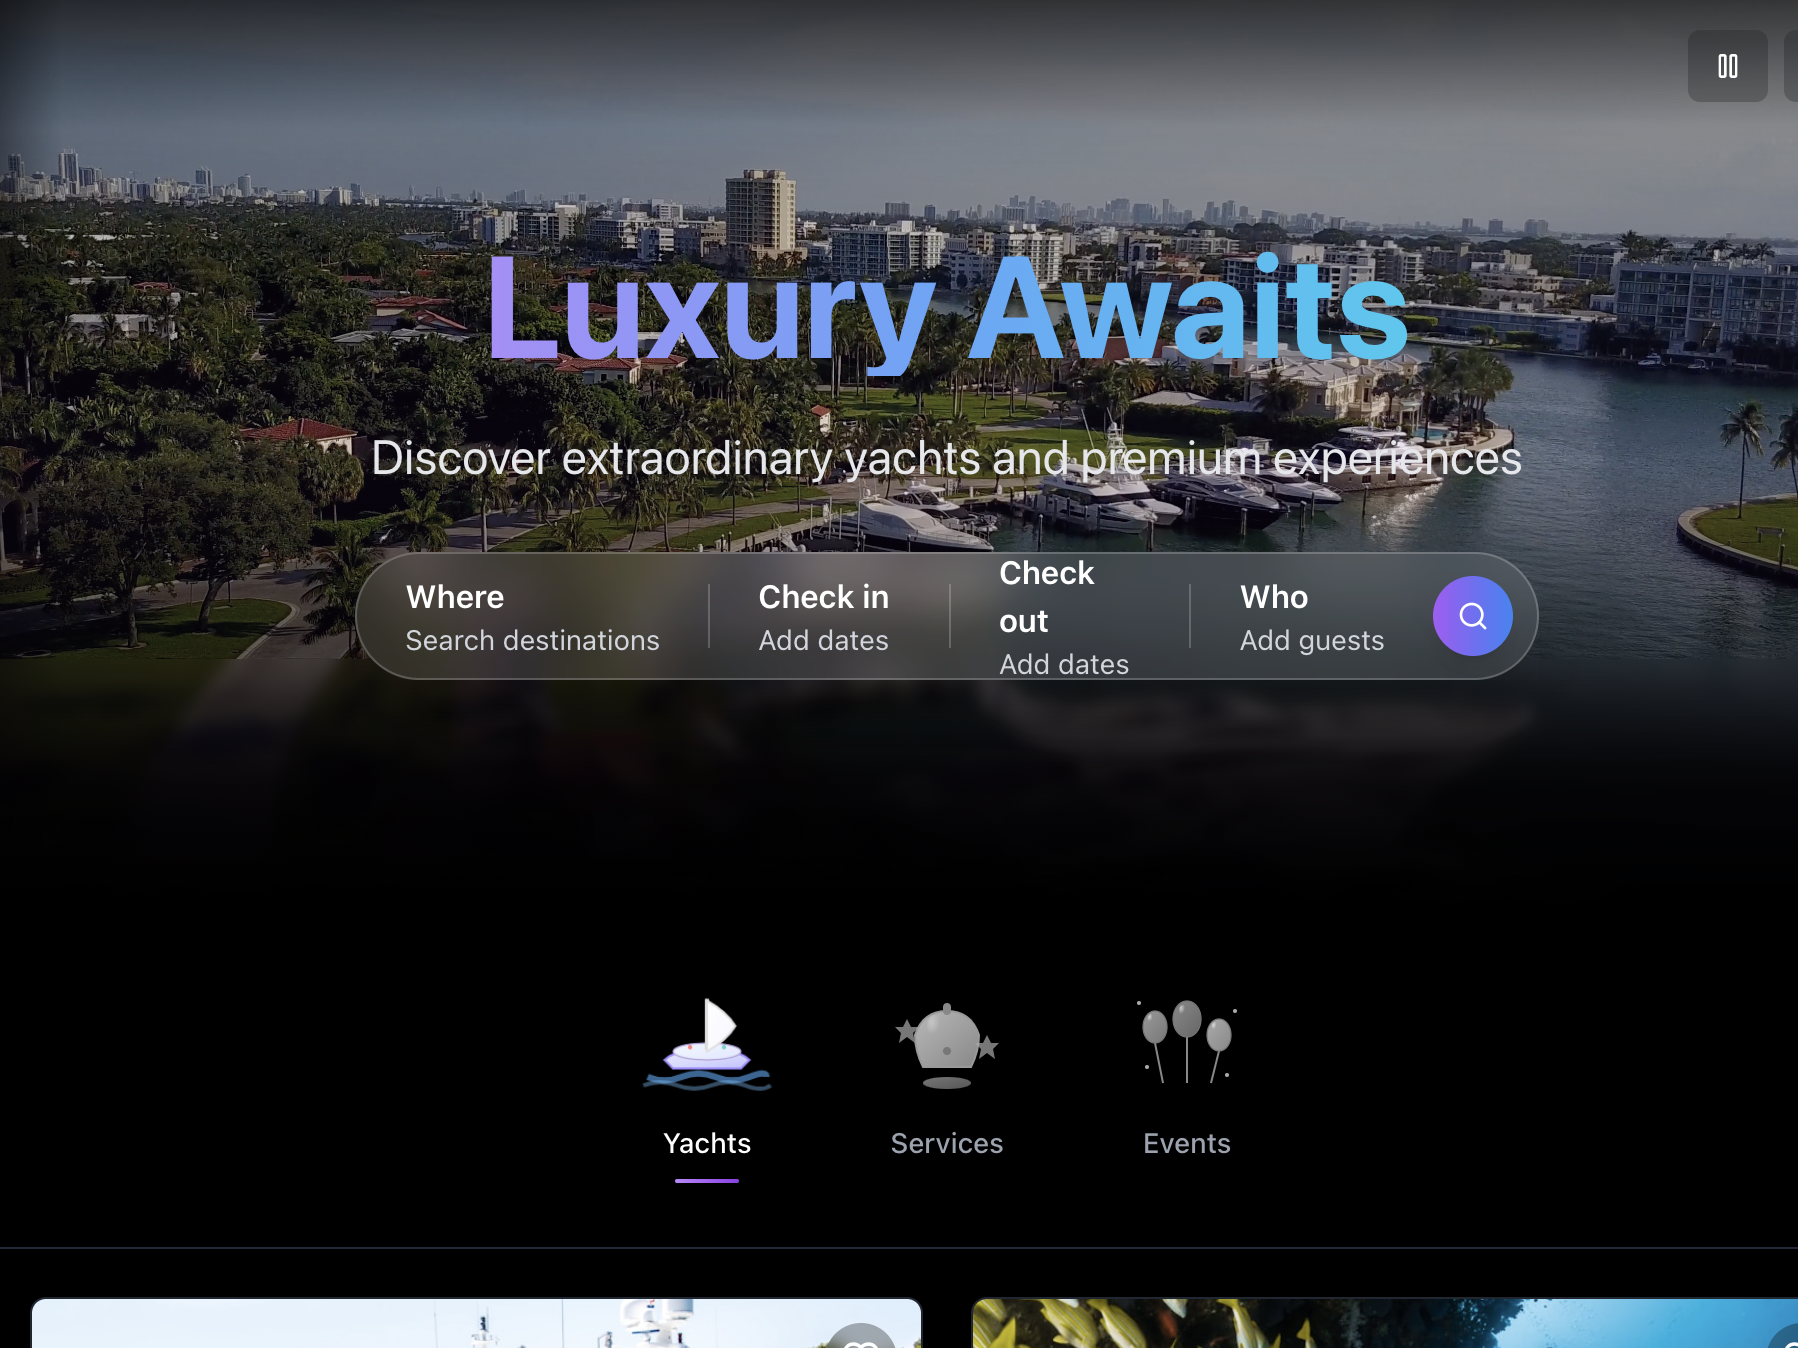 Luxury Awaits
Discover extraordinary yachts and premium experiences
Where
Search destinations
Check in
Add dates
Check
out
Add dates
Who
Add guests
Yachts
Services
Events